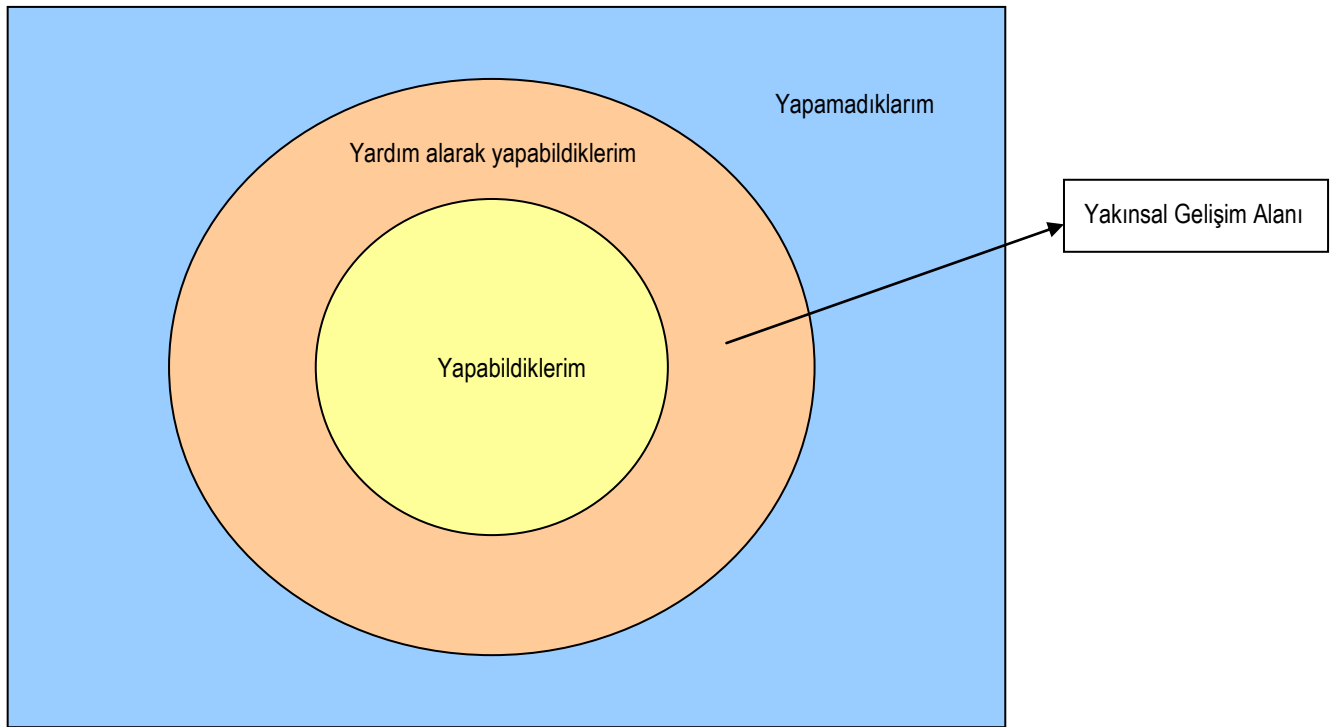 Yapamadıklarım
Yardım alarak yapabildiklerim
Yakınsal Gelişim Alanı
Yapabildiklerim